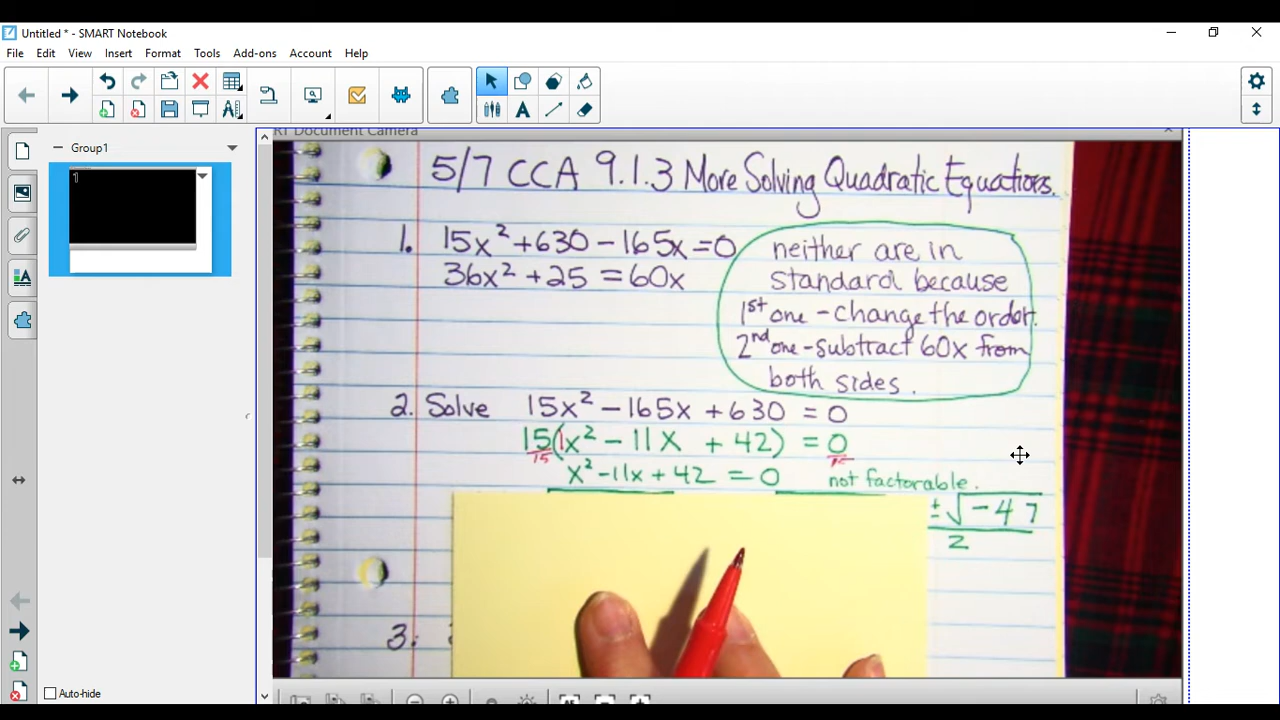 Untitled * - SMART Notebook
File Edit View Insert Format Tools Add-ons Account Help
Group1
1
RT Document Camera
5/7 CCA 9.1.3 More Solving Quadratic Equations.
1. 15x² + 630 - 165x = 0
36x² + 25 = 60x
neither are in
standard because
1st one - change the order.
2nd one - subtract 60x from
both sides.
2. Solve 15x² - 165x + 630 = 0
15(1x² - 11x + 42) = 0
15
x² - 11x + 42 = 0 not factorable.
± √-47
2
3.
Auto-hide